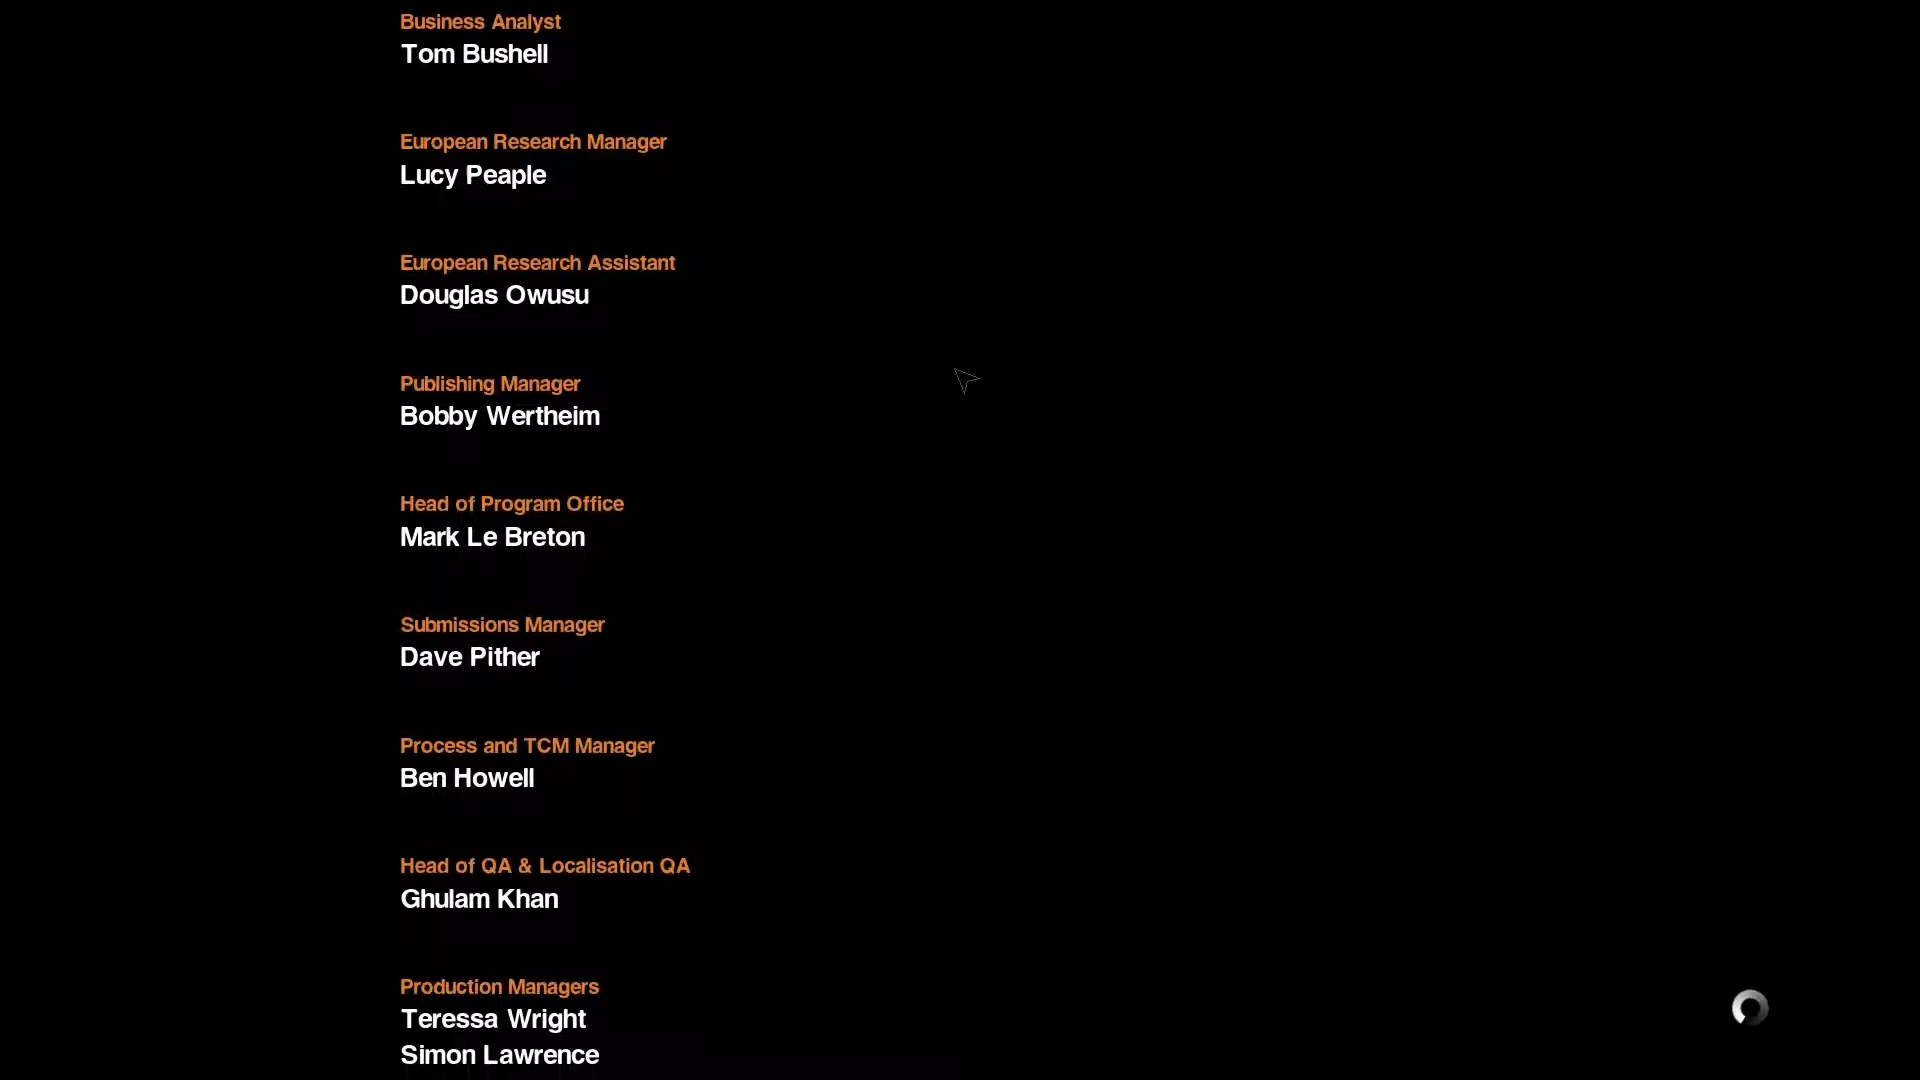 Business Analyst
Tom Bushell
European Research Manager
Lucy Peaple
European Research Assistant
Douglas Owusu
Publishing Manager
Bobby Wertheim
Head of Program Office
Mark Le Breton
Submissions Manager
Dave Pither
Process and TCM Manager
Ben Howell
Head of QA & Localisation QA
Ghulam Khan
Production Managers
Teressa Wright
Simon Lawrence